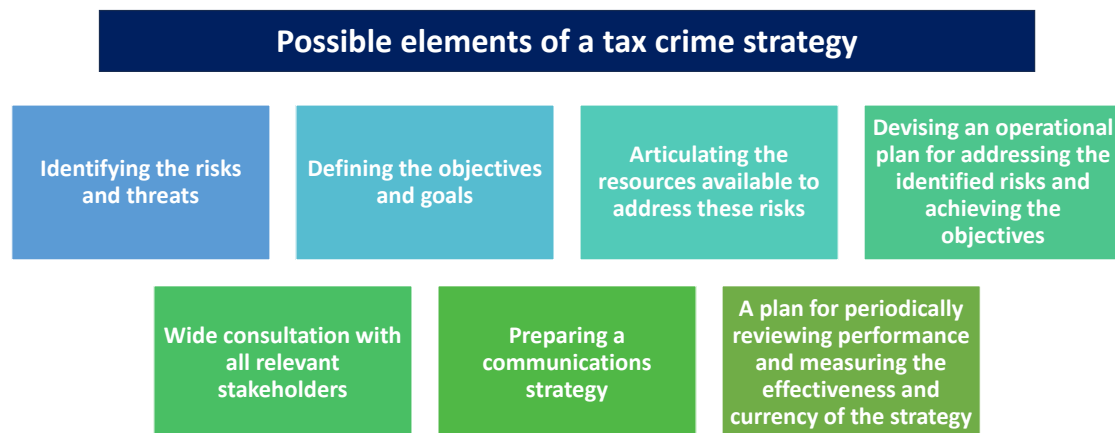 Possible elements of a tax crime strategy
Identifying the risks
and threats
Defining the objectives
and goals
Articulating the
resources available to
address these risks
Devising an operational
plan for addressing the
identified risks and
achieving the
objectives
Wide consultation with
all relevant
stakeholders
Preparing a
communications
strategy
A plan for periodically
reviewing performance
and measuring the
effectiveness and
currency of the strategy